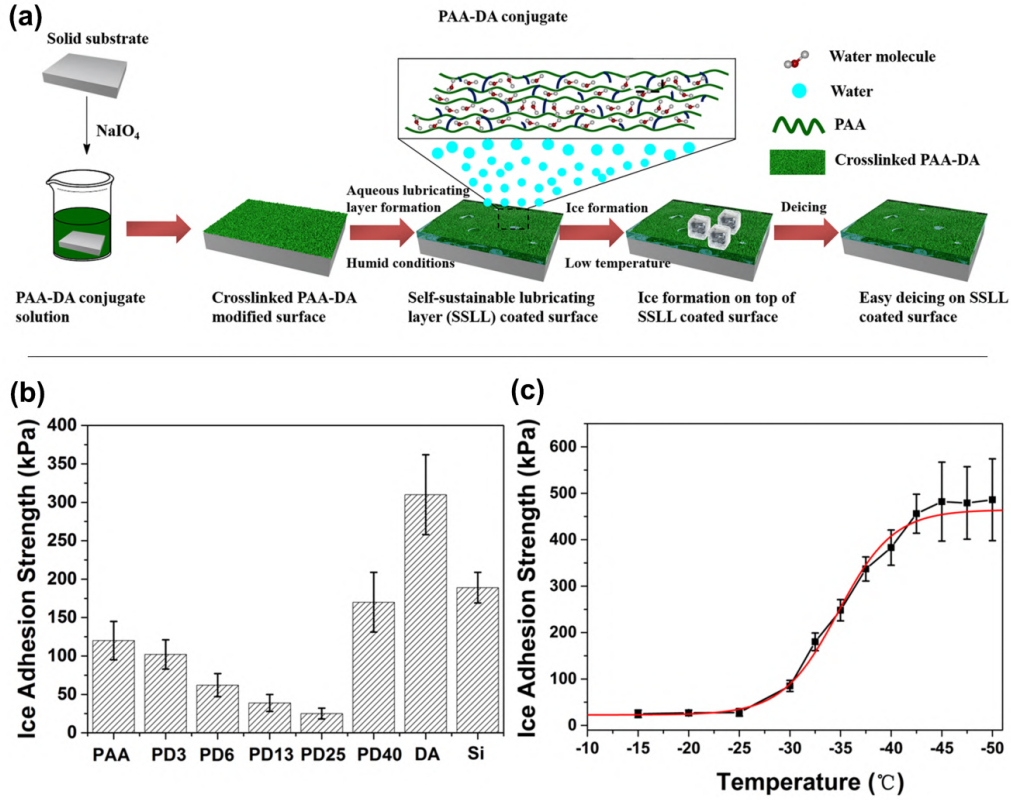 (a)
Solid substrate
NaIO4
PAA-DA conjugate
solution
Crosslinked PAA-DA
modified surface
Aqueous lubricating
layer formation
Humid conditions
PAA-DA conjugate
Self-sustainable lubricating
layer (SSLL) coated surface
Ice formation
Low temperature
Ice formation on top of
SSLL coated surface
Deicing
Easy deicing on SSLL
coated surface
Water molecule
Water
PAA
Crosslinked PAA-DA
(b)
Ice Adhesion Strength (kPa)
400
350
300
250
200
150
100
50
0
PAA PD3 PD6 PD13 PD25 PD40 DA Si
(c)
Ice Adhesion Strength (kPa)
600
500
400
300
200
100
0
-10 -15 -20 -25 -30 -35 -40 -45 -50
Temperature (℃)